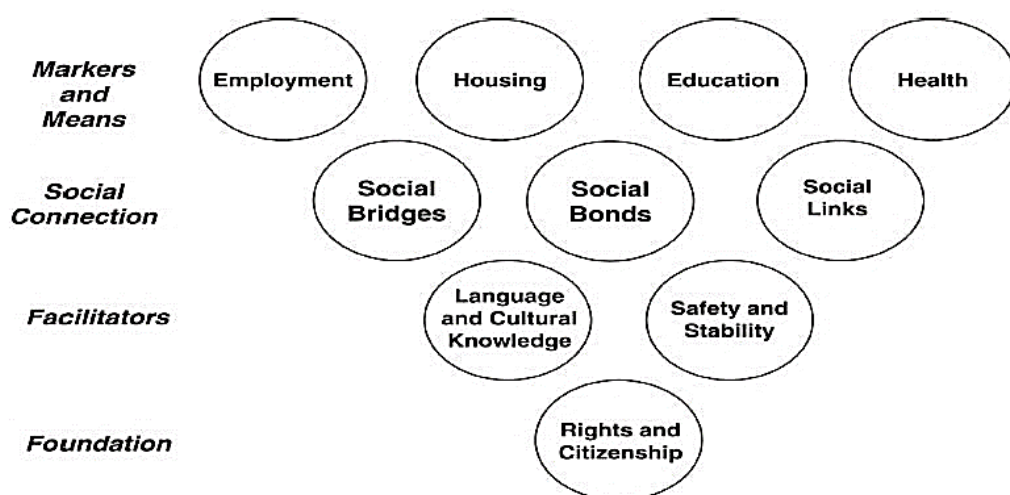 Markers
and
Means
Employment
Housing
Education
Health
Social
Connection
Social
Bridges
Social
Bonds
Social
Links
Facilitators
Language
and Cultural
Knowledge
Safety and
Stability
Foundation
Rights and
Citizenship